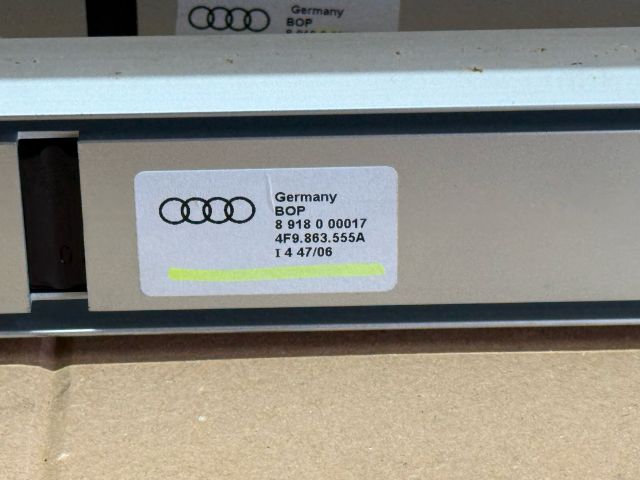 Germany
BOP
Germany
BOP
8 918 0 00017
4F9.863.555A
I 4 47/06